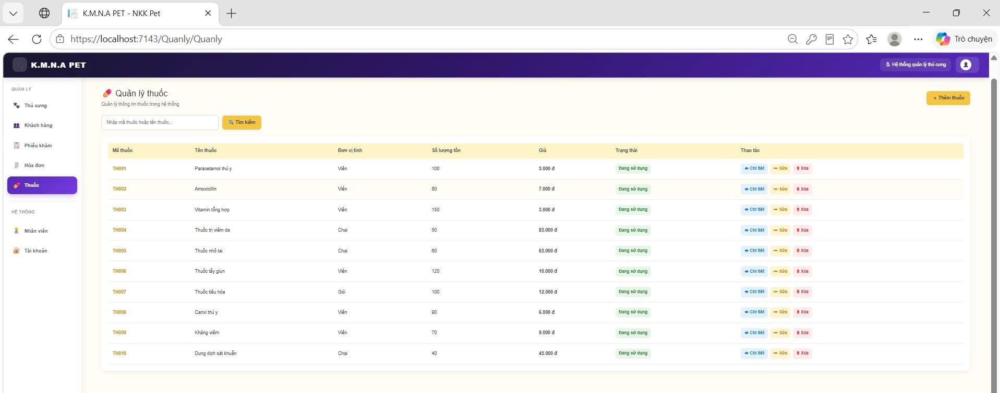 K.M.N.A PET - NKK Pet
https://localhost:7143/Quanly/Quanly
Trò chuyện
K.M.N.A PET
Hệ thống quản lý thú cưng
QUẢN LÝ
Thú cưng
Khách hàng
Phiếu khám
Hóa đơn
Thuốc
HỆ THỐNG
Nhân viên
Tài khoản
Quản lý thuốc
Quản lý thông tin thuốc trong hệ thống
+ Thêm thuốc
Nhập mã thuốc hoặc tên thuốc...
Tìm kiếm
Mã thuốc Tên thuốc Đơn vị tính Số lượng tồn Giá Trạng thái Thao tác
TH001 Paracetamol thú y Viên 100 5.000 đ Đang sử dụng Chi tiết Sửa Xóa
TH002 Amoxicillin Viên 80 7.000 đ Đang sử dụng Chi tiết Sửa Xóa
TH003 Vitamin tổng hợp Viên 150 3.000 đ Đang sử dụng Chi tiết Sửa Xóa
TH004 Thuốc trị viêm da Chai 50 85.000 đ Đang sử dụng Chi tiết Sửa Xóa
TH005 Thuốc nhỏ tai Chai 60 65.000 đ Đang sử dụng Chi tiết Sửa Xóa
TH006 Thuốc tẩy giun Viên 120 10.000 đ Đang sử dụng Chi tiết Sửa Xóa
TH007 Thuốc tiêu hóa Gói 100 12.000 đ Đang sử dụng Chi tiết Sửa Xóa
TH008 Canxi thú y Viên 90 6.000 đ Đang sử dụng Chi tiết Sửa Xóa
TH009 Kháng viêm Viên 70 9.000 đ Đang sử dụng Chi tiết Sửa Xóa
TH010 Dung dịch sát khuẩn Chai 40 45.000 đ Đang sử dụng Chi tiết Sửa Xóa